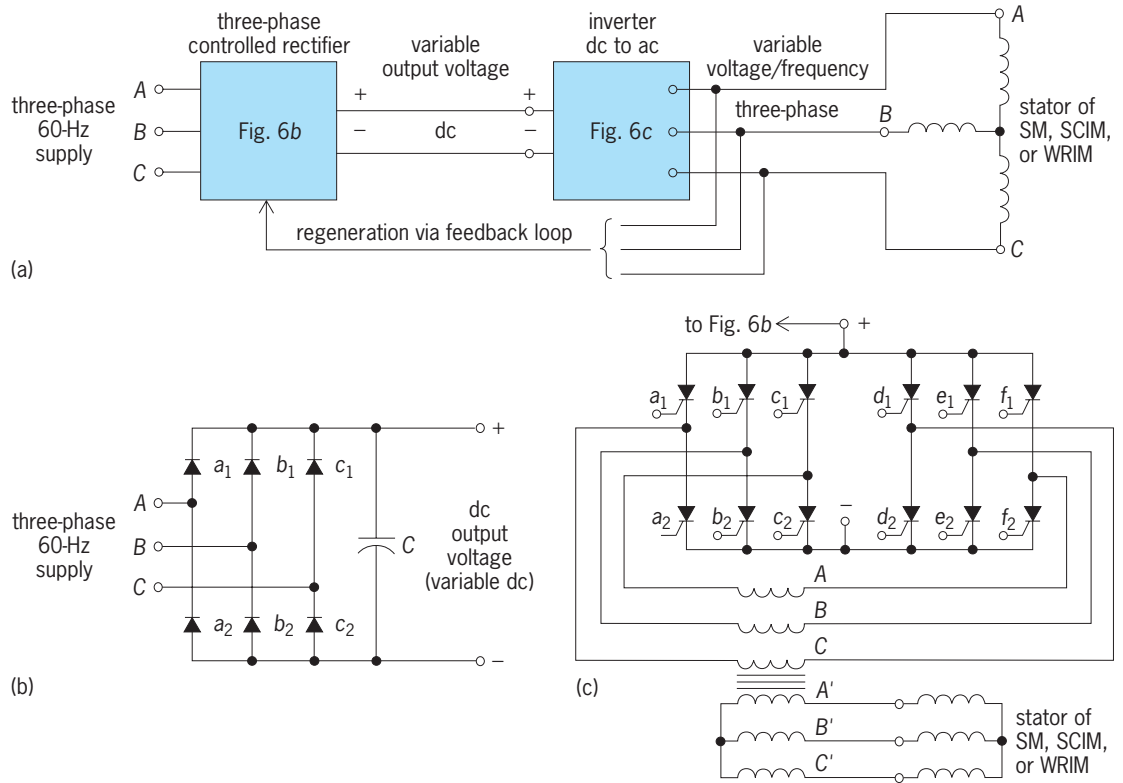 three-phase
controlled rectifier
variable
output voltage
inverter
dc to ac
variable
voltage/frequency
A
three-phase
60-Hz
supply
A
B
C
Fig. 6b
+
−
dc
+
−
Fig. 6c
three-phase
B
stator of
SM, SCIM,
or WRIM
C
regeneration via feedback loop
(a)
three-phase
60-Hz
supply
A
B
C
a1
b1
c1
a2
b2
c2
C
+
dc
output
voltage
(variable dc)
−
(b)
to Fig. 6b
+
a1
b1
c1
d1
e1
f1
a2
b2
c2
−
d2
e2
f2
A
B
C
A'
B'
C'
stator of
SM, SCIM,
or WRIM
(c)